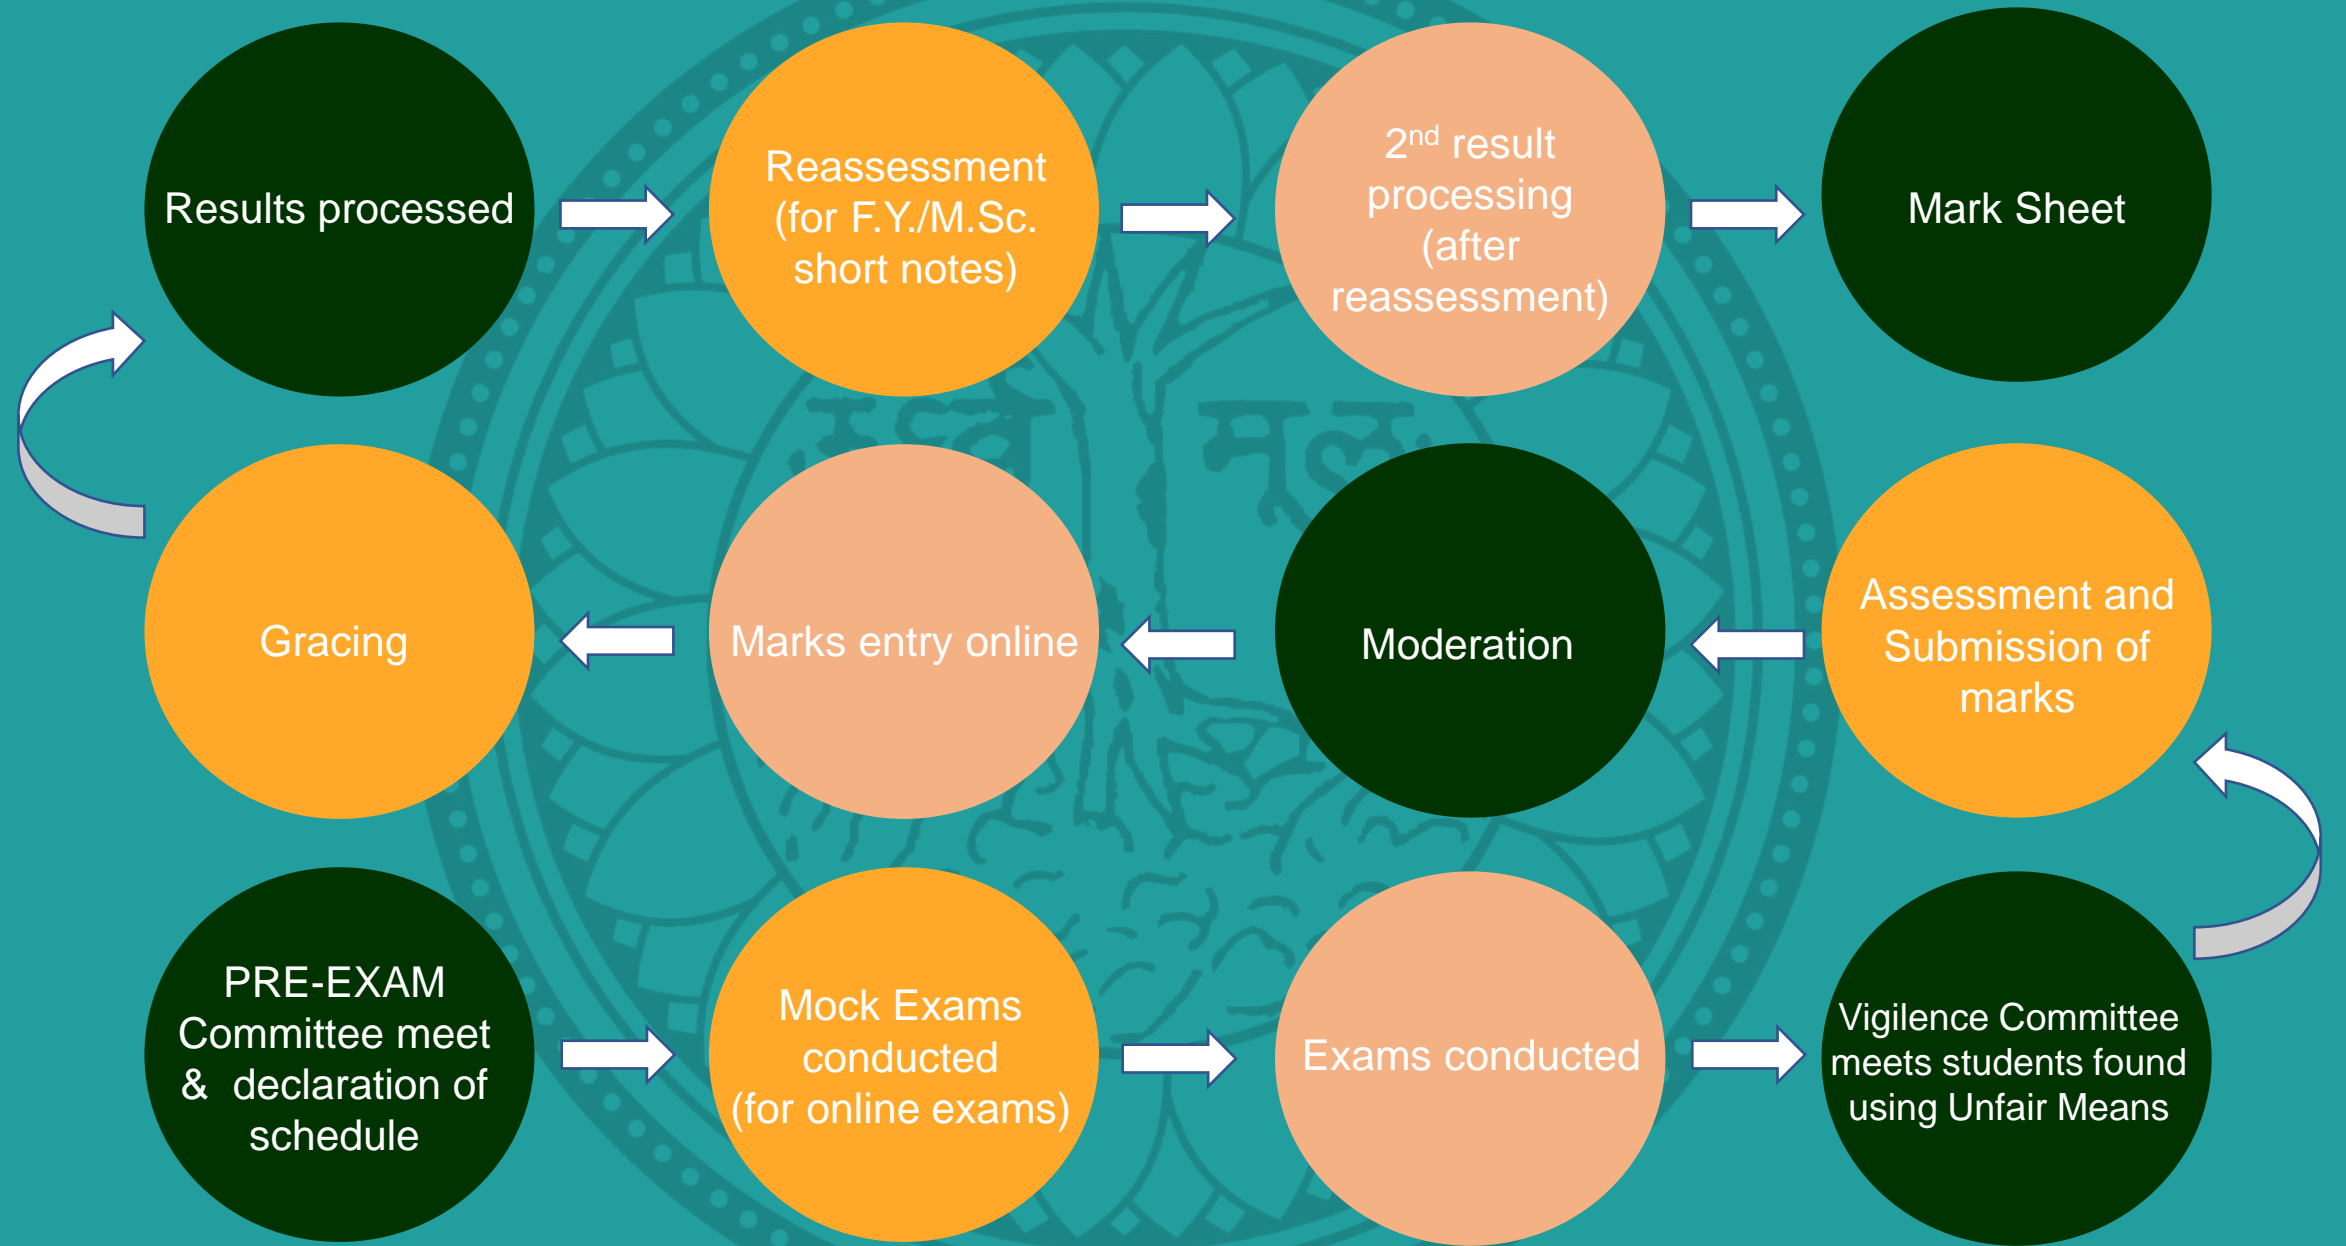 Results processed
Reassessment
(for F.Y./M.Sc.
short notes)
2nd result
processing
(after
reassessment)
Mark Sheet
Gracing
Marks entry online
Moderation
Assessment and
Submission of
marks
PRE-EXAM
Committee meet
& declaration of
schedule
Mock Exams
conducted
(for online exams)
Exams conducted
Vigilence Committee
meets students found
using Unfair Means